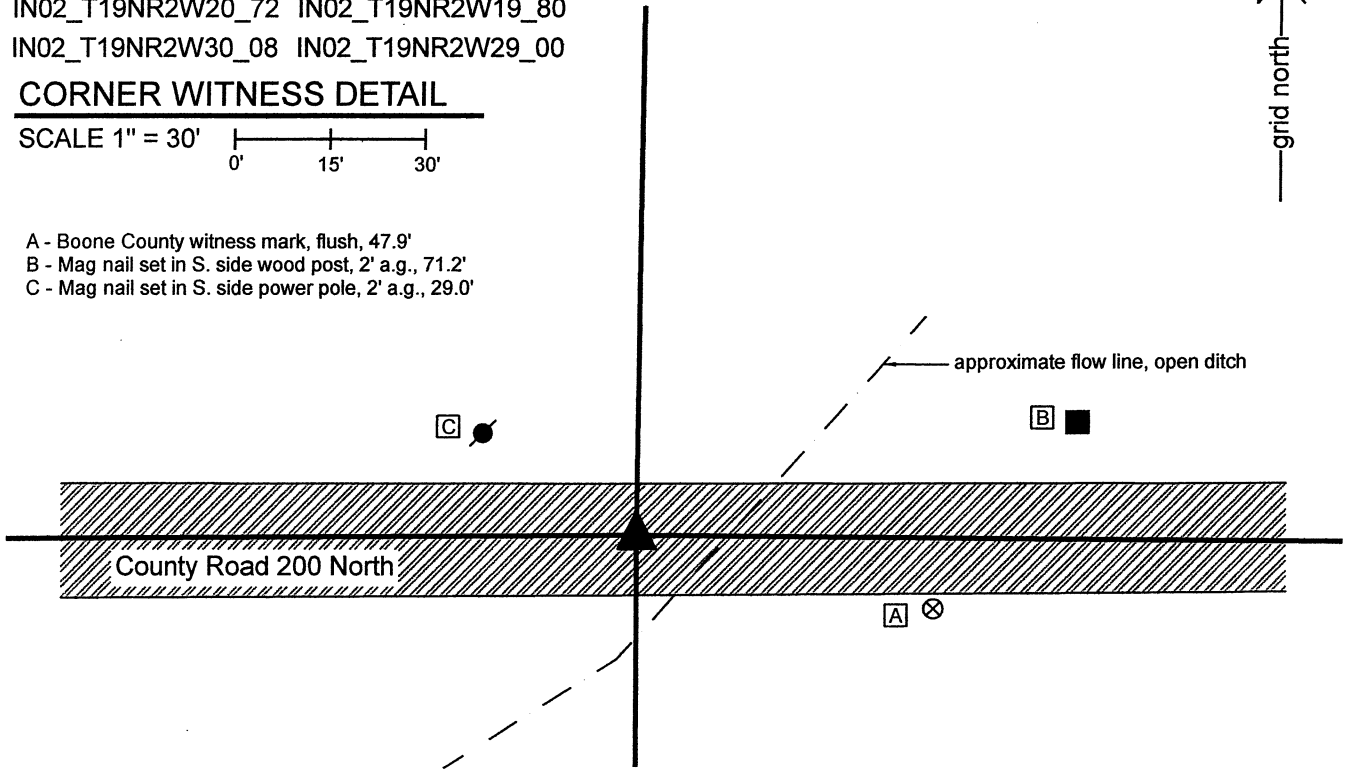 IN02_T19NR2W20_72 IN02_T19NR2W19_80
IN02_T19NR2W30_08 IN02_T19NR2W29_00
CORNER WITNESS DETAIL
SCALE 1" = 30'
0' 15' 30'
grid north
A - Boone County witness mark, flush, 47.9'
B - Mag nail set in S. side wood post, 2' a.g., 71.2'
C - Mag nail set in S. side power pole, 2' a.g., 29.0'
approximate flow line, open ditch
C
B
County Road 200 North
A